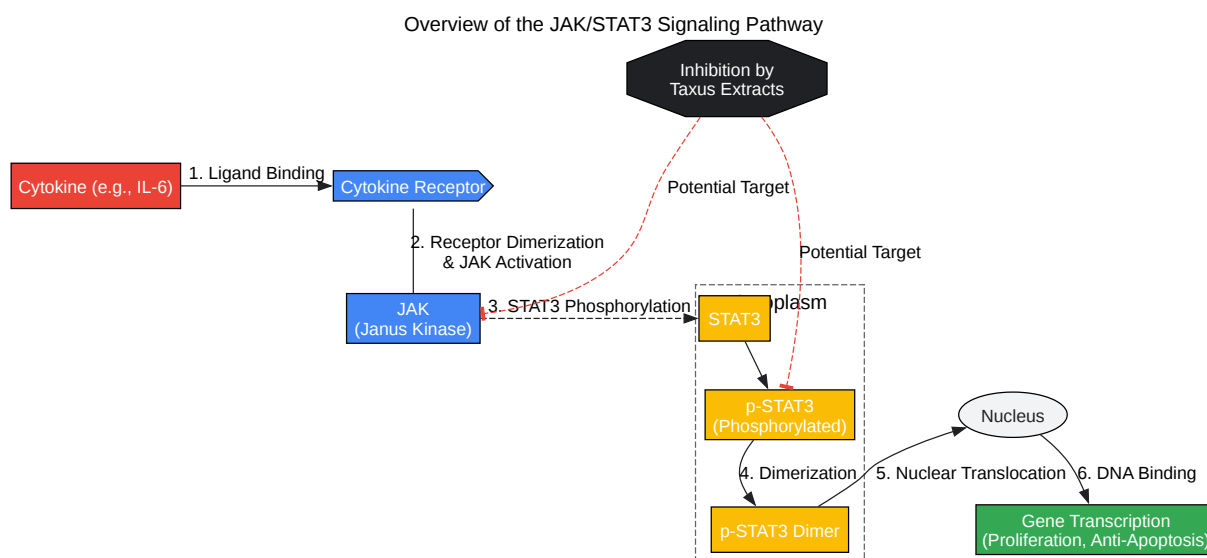 Overview of the JAK/STAT3 Signaling Pathway
Inhibition by
Taxus Extracts
Cytokine (e.g., IL-6)
1. Ligand Binding
Cytokine Receptor
Potential Target
2. Receptor Dimerization
& JAK Activation
Potential Target
JAK
(Janus Kinase)
3. STAT3 Phosphorylation
STAT3
plasm
p-STAT3
(Phosphorylated)
Nucleus
4. Dimerization
5. Nuclear Translocation
6. DNA Binding
p-STAT3 Dimer
Gene Transcription
(Proliferation, Anti-Apoptosis)